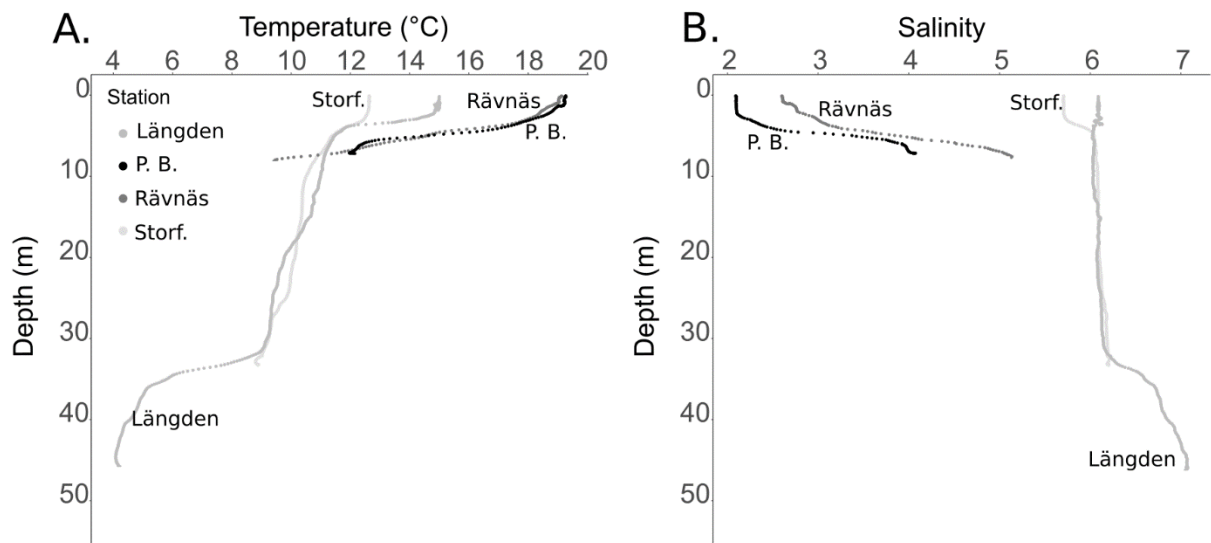 A.
Temperature (°C)
4 6 8 10 12 14 16 18 20
0
10
20
30
40
50
Depth (m)
Station
Längden
P. B.
Rävnäs
Storf.
Storf.
Rävnäs
P. B.
Längden
B.
Salinity
2 3 4 5 6 7
0
10
20
30
40
50
Depth (m)
Rävnäs
Storf.
P. B.
Längden